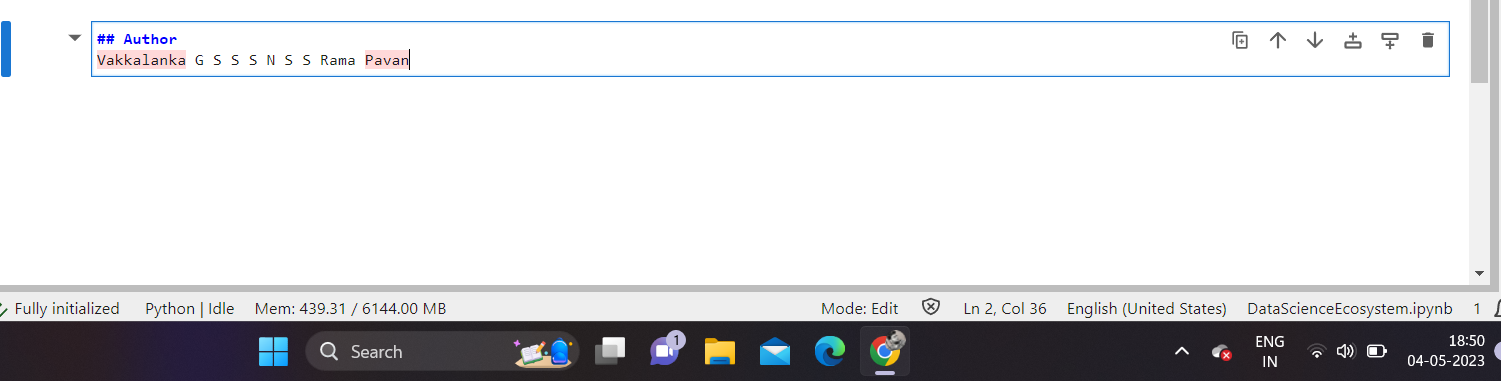 ## Author
Vakkalanka G S S S N S S Rama Pavan
Fully initialized Python | Idle Mem: 439.31 / 6144.00 MB Mode: Edit Ln 2, Col 36 English (United States) DataScienceEcosystem.ipynb 1
Search 1 ENG 18:50
IN 04-05-2023